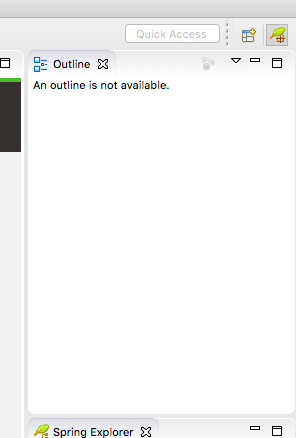 Quick Access
Outline
An outline is not available.
Spring Explorer